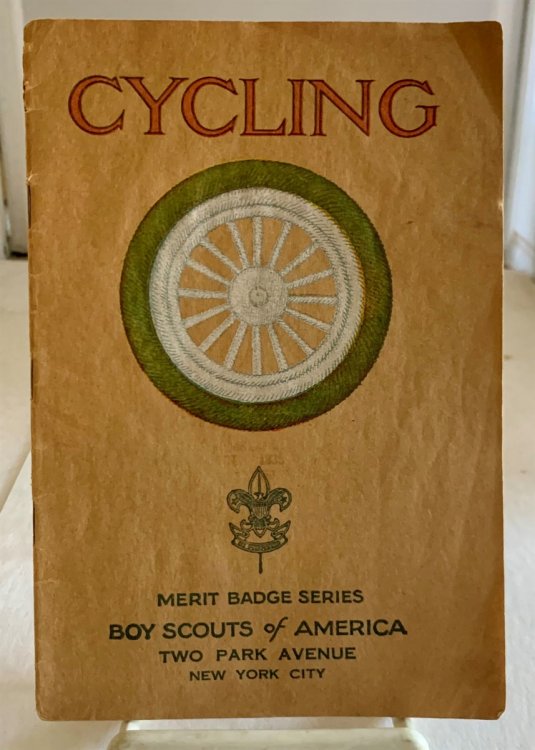 CYCLING
MERIT BADGE SERIES
BOY SCOUTS of AMERICA
TWO PARK AVENUE
NEW YORK CITY